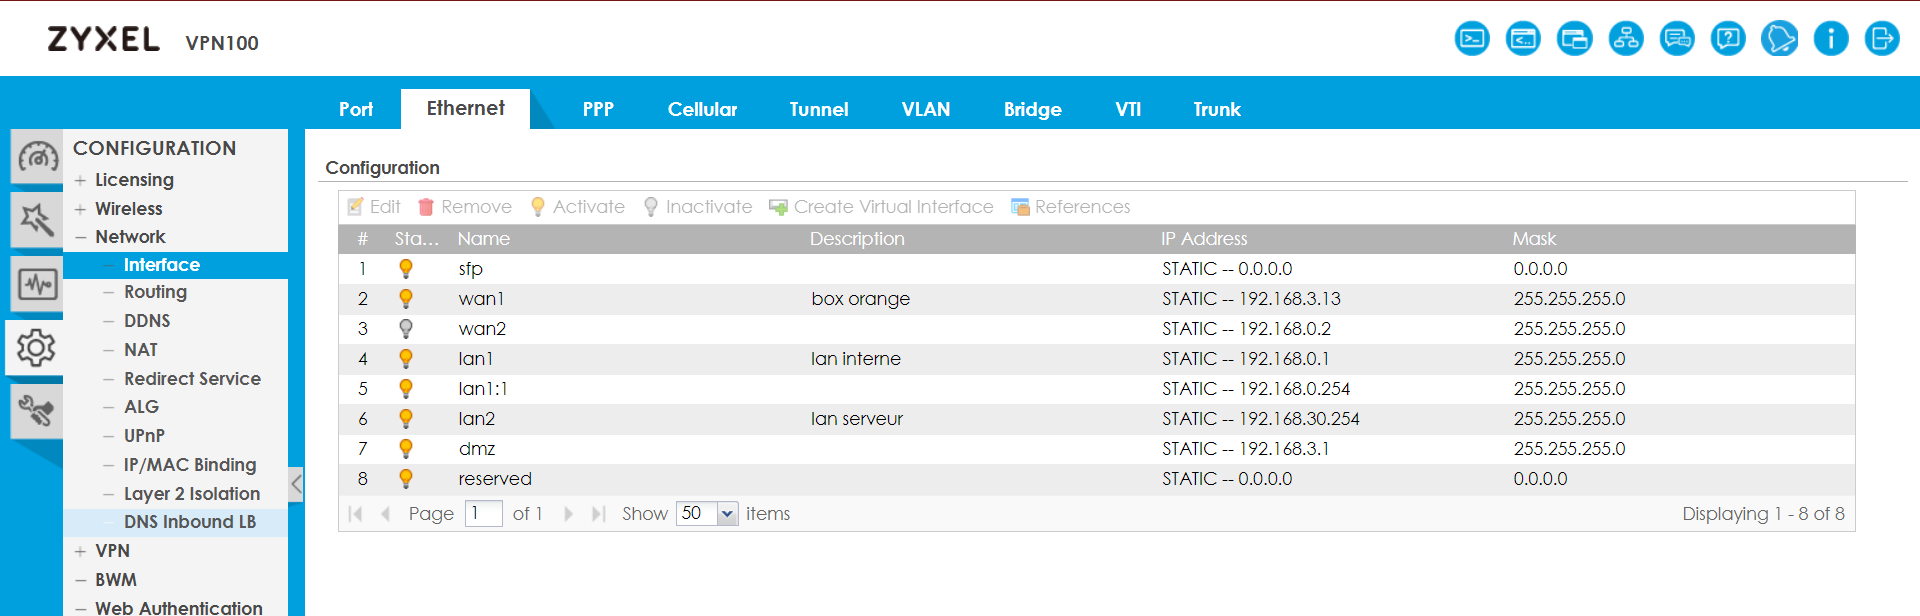 ZYXEL VPN100
Port Ethernet PPP Cellular Tunnel VLAN Bridge VTI Trunk
CONFIGURATION
+ Licensing
+ Wireless
− Network
− Interface
− Routing
− DDNS
− NAT
− Redirect Service
− ALG
− UPnP
− IP/MAC Binding
− Layer 2 Isolation
− DNS Inbound LB
+ VPN
− BWM
− Web Authentication
Configuration
Edit Remove Activate Inactivate Create Virtual Interface References
# Sta... Name Description IP Address Mask
1 sfp STATIC -- 0.0.0.0 0.0.0.0
2 wan1 box orange STATIC -- 192.168.3.13 255.255.255.0
3 wan2 STATIC -- 192.168.0.2 255.255.255.0
4 lan1 lan interne STATIC -- 192.168.0.1 255.255.255.0
5 lan1:1 STATIC -- 192.168.0.254 255.255.255.0
6 lan2 lan serveur STATIC -- 192.168.30.254 255.255.255.0
7 dmz STATIC -- 192.168.3.1 255.255.255.0
8 reserved STATIC -- 0.0.0.0 0.0.0.0
Page 1 of 1 Show 50 items Displaying 1 - 8 of 8